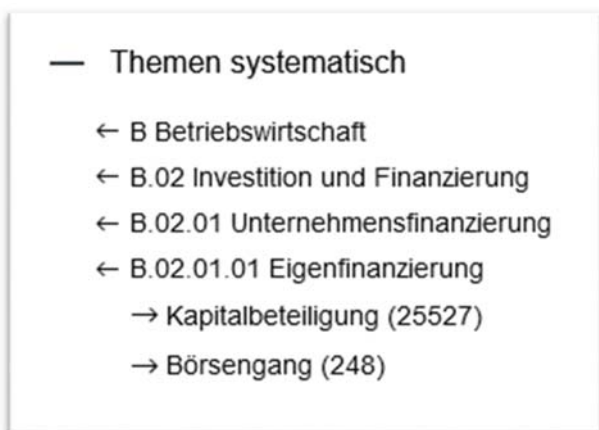 — Themen systematisch
← B Betriebswirtschaft
← B.02 Investition und Finanzierung
← B.02.01 Unternehmensfinanzierung
← B.02.01.01 Eigenfinanzierung
→ Kapitalbeteiligung (25527)
→ Börsengang (248)